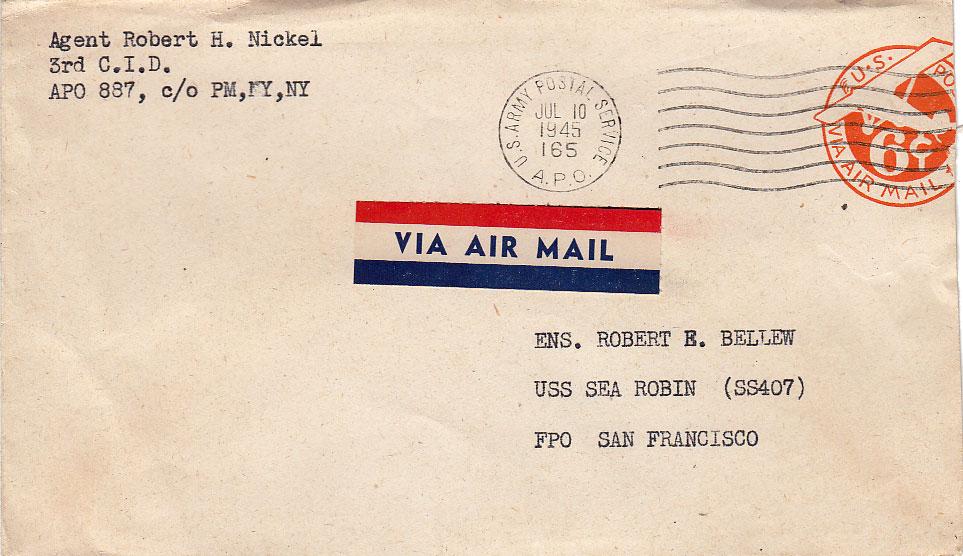 Agent Robert H. Nickel
3rd C.I.D.
APO 887, c/o PM,NY,NY
U.S. ARMY POSTAL SERVICE
JUL 10
1945
165
A.P.O.
U.S.
6¢
VIA AIR MAIL
VIA AIR MAIL
ENS. ROBERT E. BELLEW
USS SEA ROBIN (SS407)
FPO SAN FRANCISCO